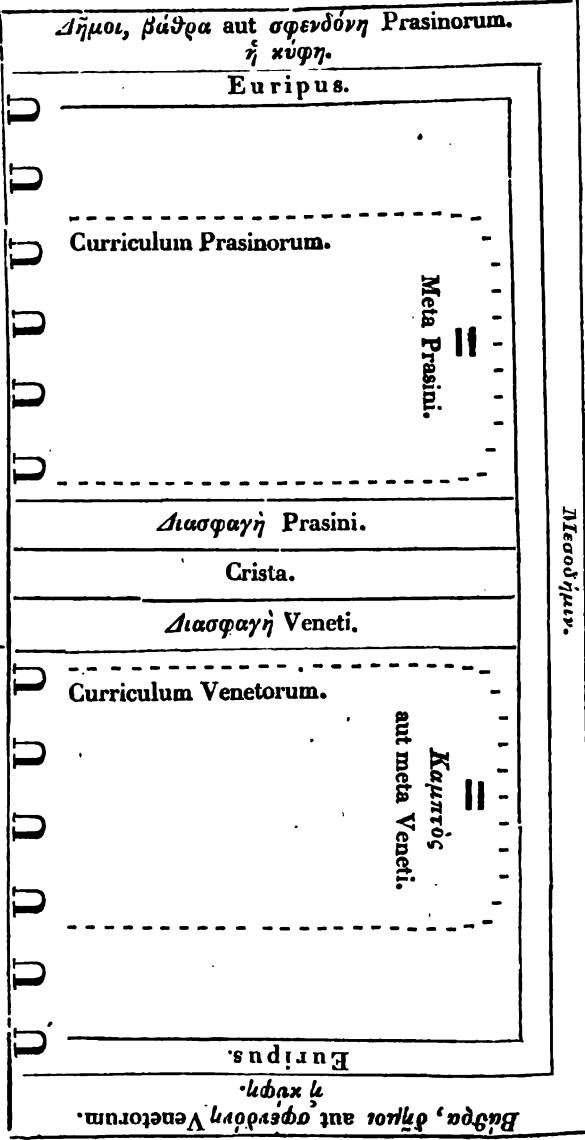 Δῆμοι, βάθρα aut σφενδόνη Prasinorum.
ἢ κύφη.
Euripus.
Curriculum Prasinorum.
Meta Prasini.
Διασφαγὴ Prasini.
Crista.
Διασφαγὴ Veneti.
Μεσοδήμιν.
Curriculum Venetorum.
Καμπτὸς
aut meta Veneti.
Euripus.
ἢ κυφη.
Βάθρα, δῆμοι aut σφενδόνη Venetorum.